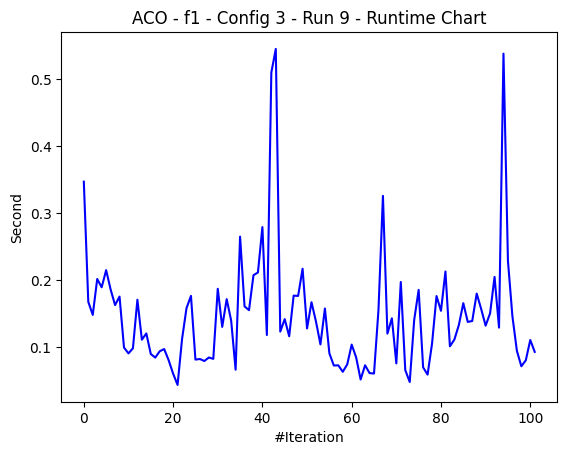 ACO - f1 - Config 3 - Run 9 - Runtime Chart
0.5
0.4
0.3
0.2
0.1
Second
0 20 40 60 80 100
#Iteration